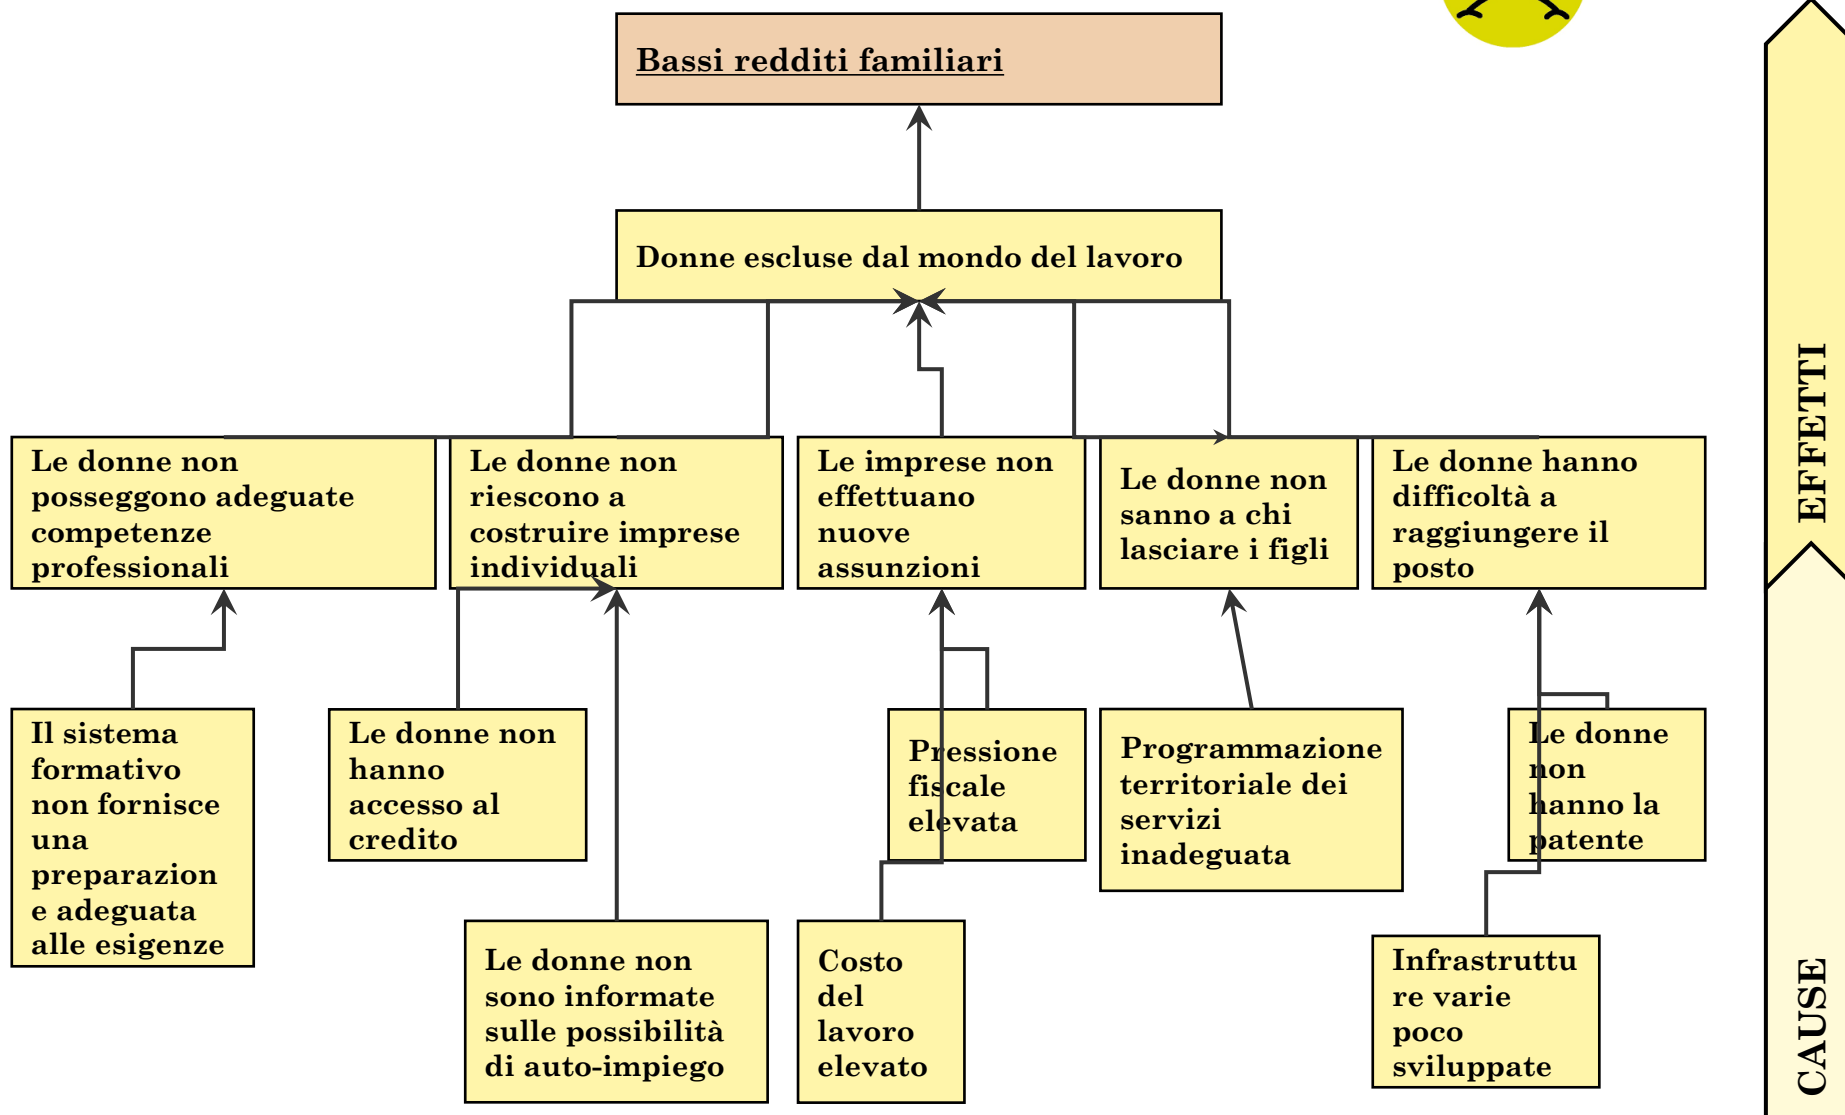 Bassi redditi familiari
Donne escluse dal mondo del lavoro
Le donne non
posseggono adeguate
competenze
professionali
Le donne non
riescono a
costruire imprese
individuali
Le imprese non
effettuano
nuove
assunzioni
Le donne non
sanno a chi
lasciare i figli
Le donne hanno
difficoltà a
raggiungere il
posto
Il sistema
formativo
non fornisce
una
preparazion
e adeguata
alle esigenze
Le donne non
hanno
accesso al
credito
Pressione
fiscale
elevata
Programmazione
territoriale dei
servizi
inadeguata
Le donne
non
hanno la
patente
Le donne non
sono informate
sulle possibilità
di auto-impiego
Costo
del
lavoro
elevato
Infrastruttu
re varie
poco
sviluppate
EFFETTI
CAUSE